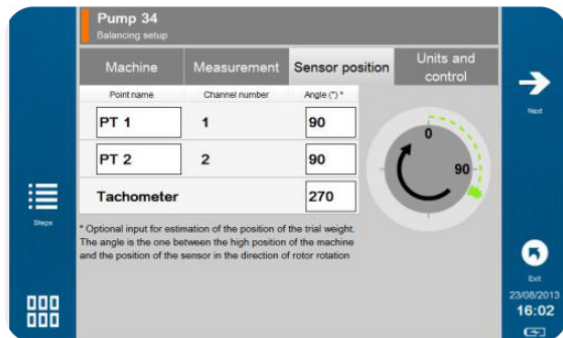 Pump 34
Balancing setup
Machine
Measurement
Sensor position
Units and
control
Point name
Channel number
Angle (°) *
PT 1
1
90
PT 2
2
90
Tachometer
270
0
90
* Optional input for estimation of the position of the trial weight.
The angle is the one between the high position of the machine
and the position of the sensor in the direction of rotor rotation
Steps
Next
Exit
23/08/2013
16:02